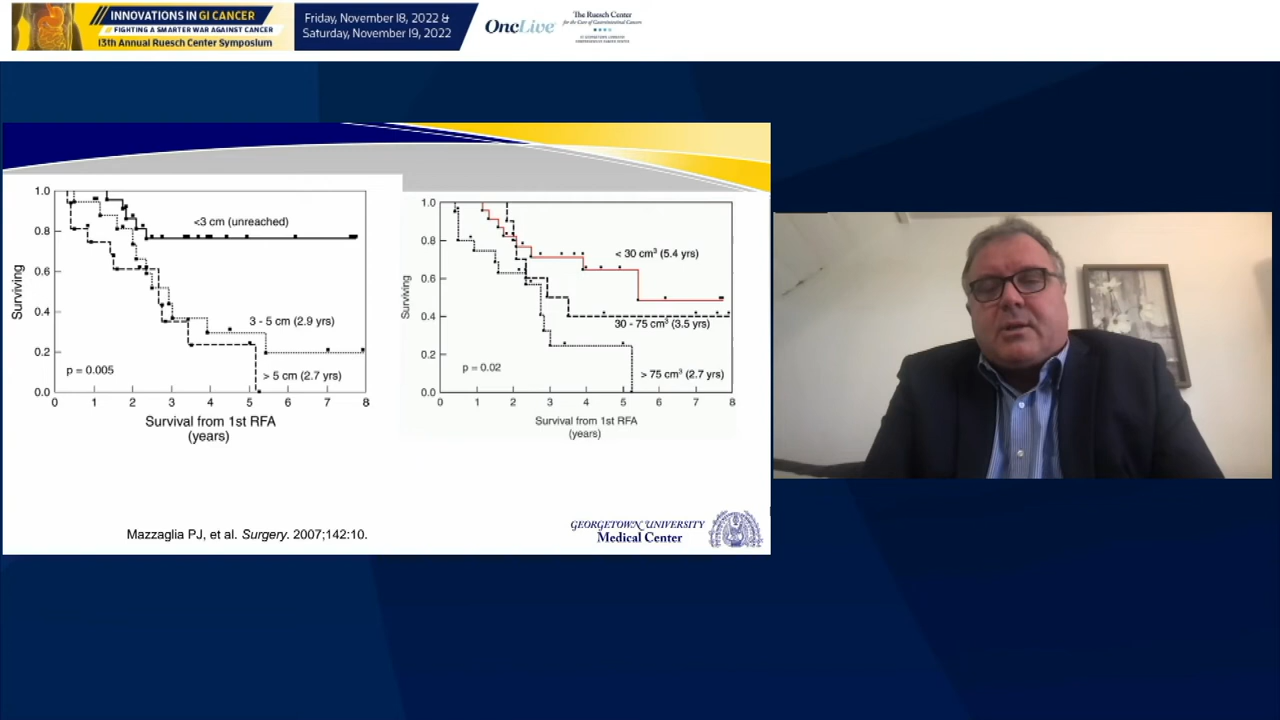 INNOVATIONS IN GI CANCER
FIGHTING A SMARTER WAR AGAINST CANCER
13th Annual Ruesch Center Symposium
Friday, November 18, 2022 &
Saturday, November 19, 2022
OncLive
The Ruesch Center
for the Cure of Gastrointestinal Cancers
1.0
0.8
0.6
0.4
0.2
0.0
Surviving
<3 cm (unreached)
3 - 5 cm (2.9 yrs)
> 5 cm (2.7 yrs)
p = 0.005
0 1 2 3 4 5 6 7 8
Survival from 1st RFA
(years)
1.0
0.8
0.6
0.4
0.2
0.0
Surviving
< 30 cm³ (5.4 yrs)
30 - 75 cm³ (3.5 yrs)
> 75 cm³ (2.7 yrs)
p = 0.02
0 1 2 3 4 5 6 7 8
Survival from 1st RFA
(years)
Mazzaglia PJ, et al. Surgery. 2007;142:10.
GEORGETOWN UNIVERSITY
Medical Center